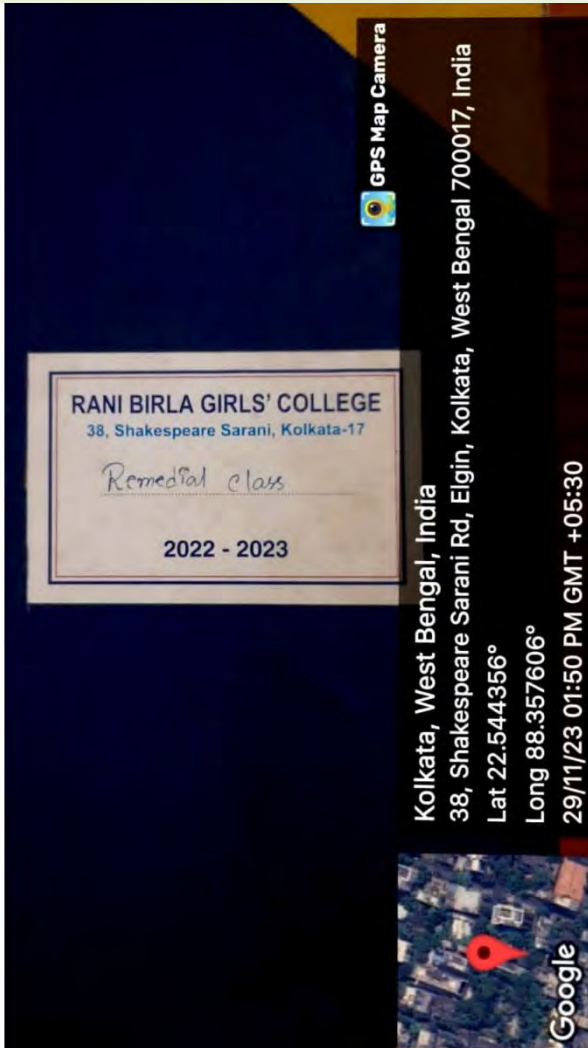 RANI BIRLA GIRLS' COLLEGE
38, Shakespeare Sarani, Kolkata-17
Remedial class
2022 - 2023
GPS Map Camera
Kolkata, West Bengal, India
38, Shakespeare Sarani Rd, Elgin, Kolkata, West Bengal 700017, India
Lat 22.544356°
Long 88.357606°
29/11/23 01:50 PM GMT +05:30
Google